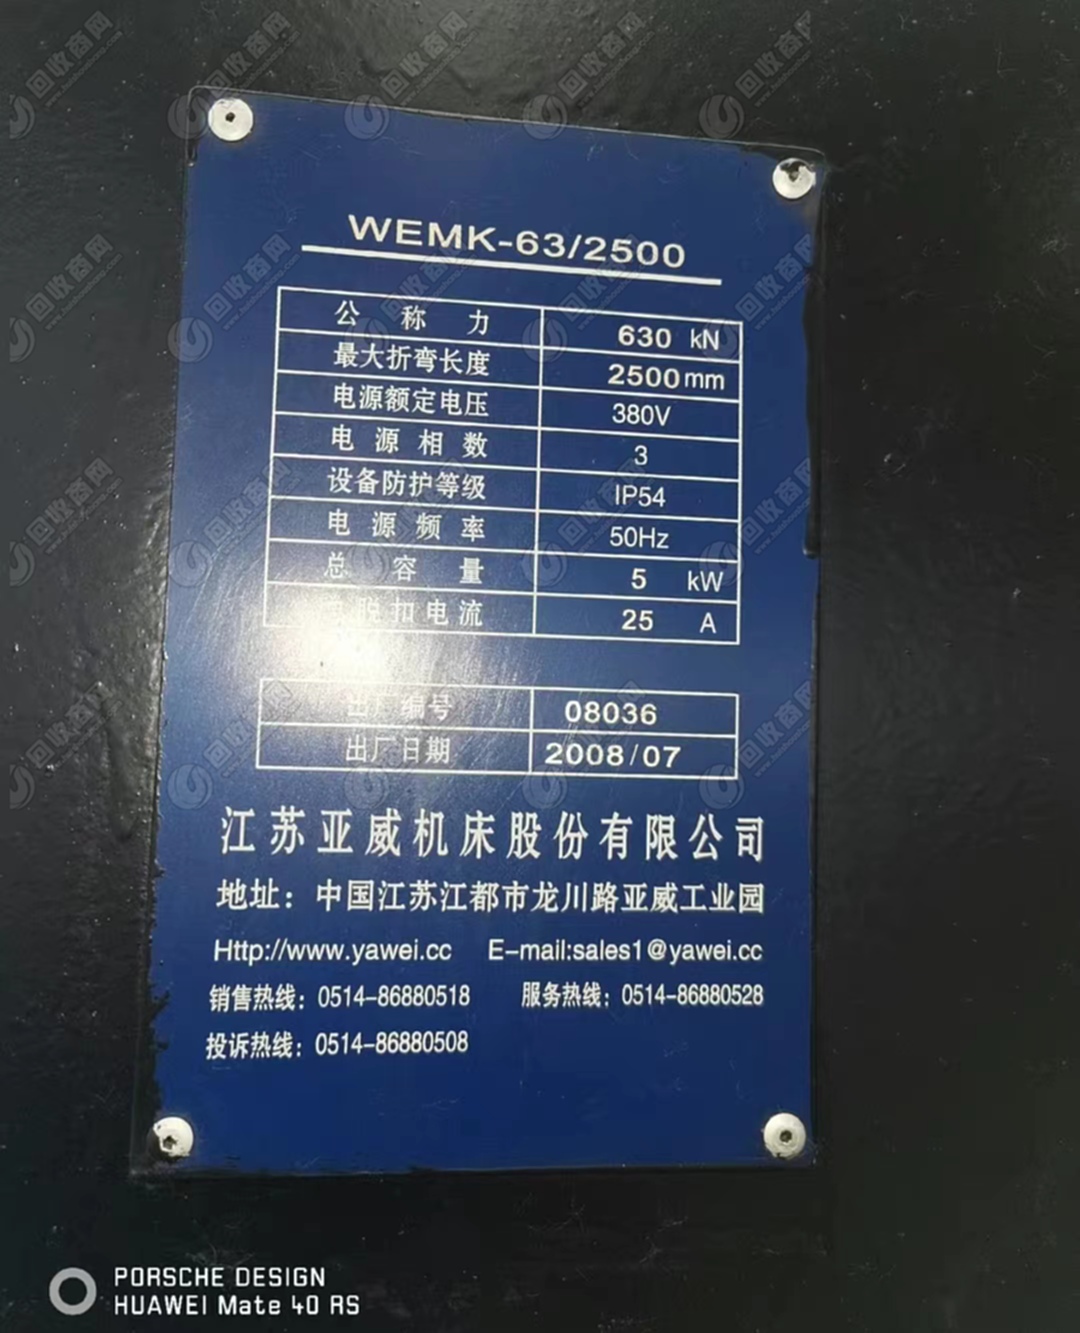 WEMK-63/2500
公称力 630 kN
最大折弯长度 2500mm
电源额定电压 380V
电源相数 3
设备防护等级 IP54
电源频率 50Hz
总容量 5 kW
脱扣电流 25 A
出厂编号 08036
出厂日期 2008/07
江苏亚威机床股份有限公司
地址：中国江苏江都市龙川路亚威工业园
Http://www.yawei.cc E-mail:sales1@yawei.cc
销售热线：0514-86880518 服务热线：0514-86880528
投诉热线：0514-86880508
回收商网
PORSCHE DESIGN
HUAWEI Mate 40 RS